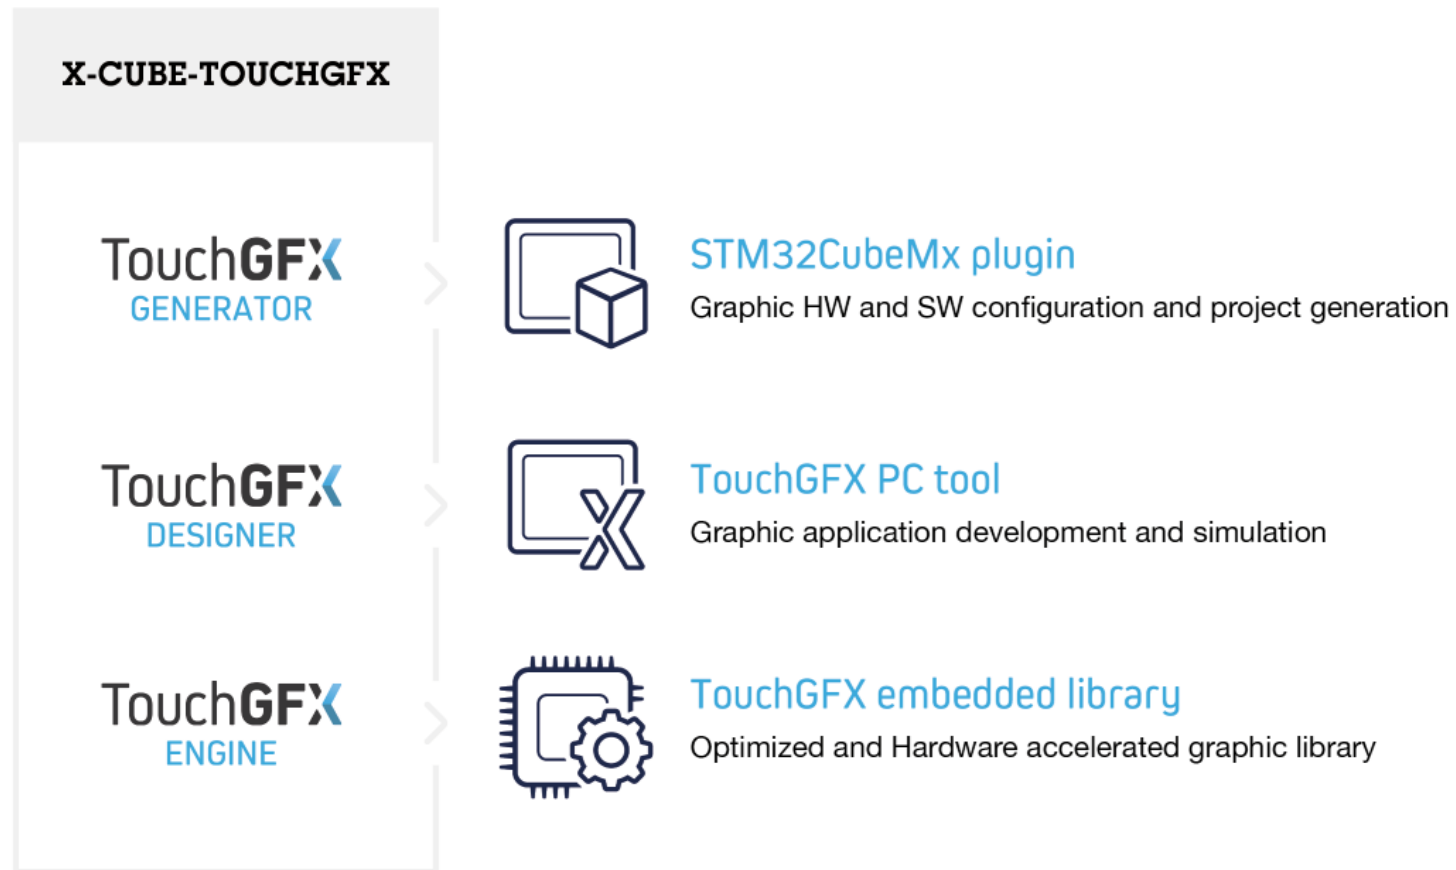 X-CUBE-TOUCHGFX
TouchGFX
GENERATOR
STM32CubeMx plugin
Graphic HW and SW configuration and project generation
TouchGFX
DESIGNER
TouchGFX PC tool
Graphic application development and simulation
TouchGFX
ENGINE
TouchGFX embedded library
Optimized and Hardware accelerated graphic library